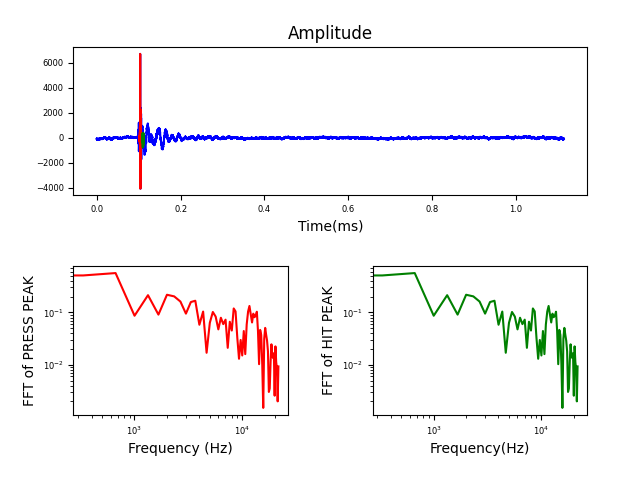 Amplitude
6000
4000
2000
0
−2000
−4000
0.0 0.2 0.4 0.6 0.8 1.0
Time(ms)
FFT of PRESS PEAK
10⁻¹
10⁻²
10³ 10⁴
Frequency (Hz)
FFT of HIT PEAK
10⁻¹
10⁻²
10³ 10⁴
Frequency(Hz)